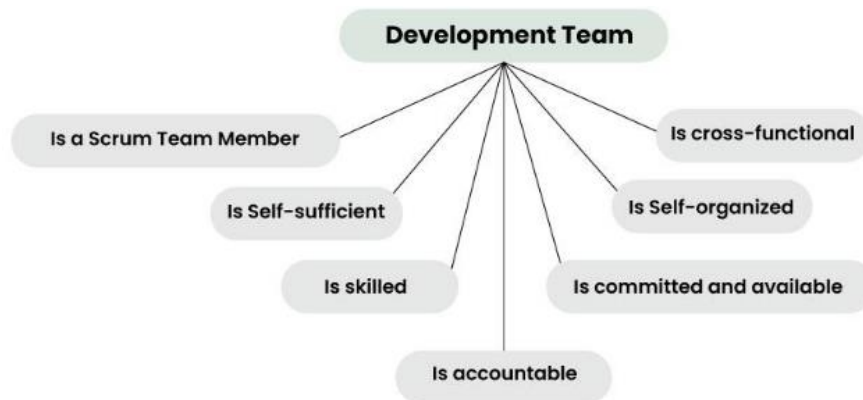 Development Team
Is a Scrum Team Member
Is cross-functional
Is Self-sufficient
Is Self-organized
Is skilled
Is committed and available
Is accountable